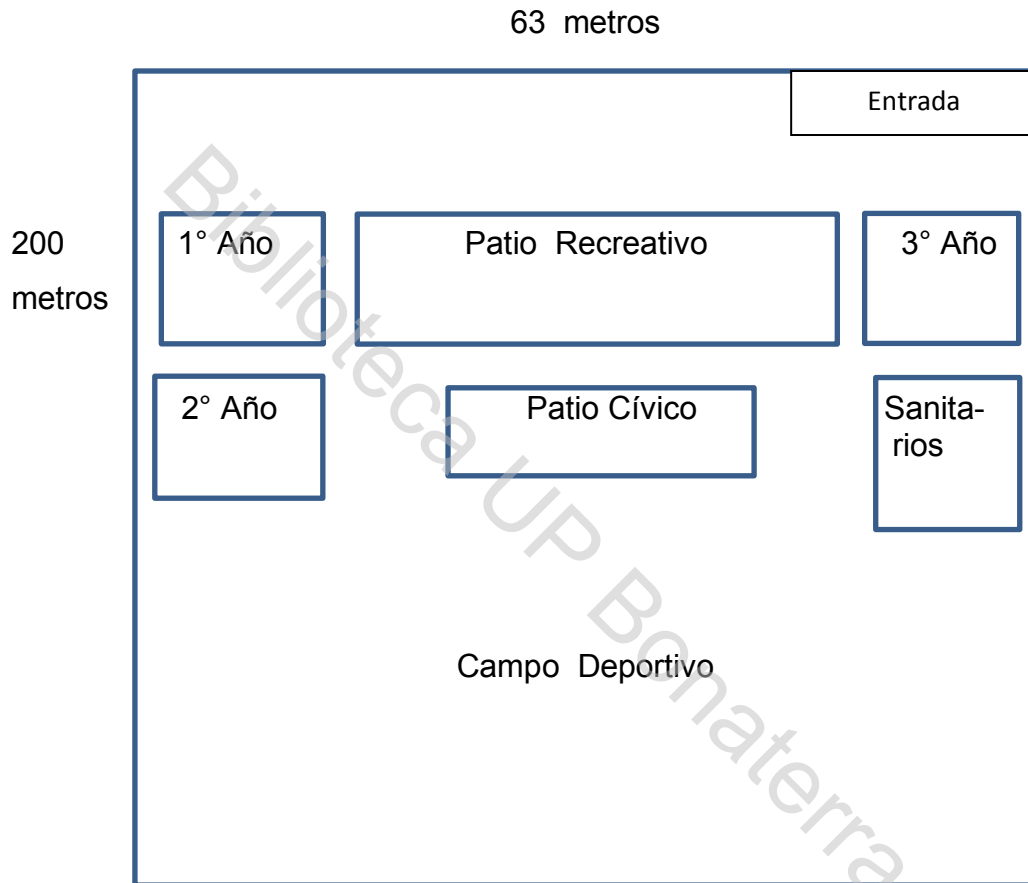 63 metros
Entrada
200
metros
1° Año
Patio Recreativo
3° Año
2° Año
Patio Cívico
Sanita-
rios
Campo Deportivo
Biblioteca UP Bonaterra